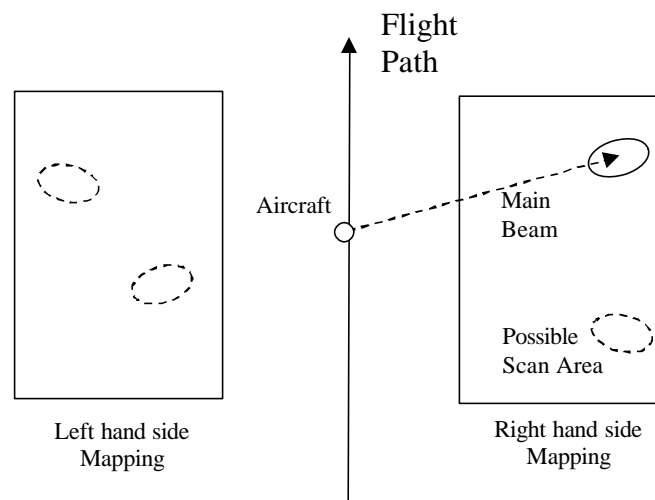 Flight
Path
Aircraft
Main
Beam
Possible
Scan Area
Left hand side
Mapping
Right hand side
Mapping